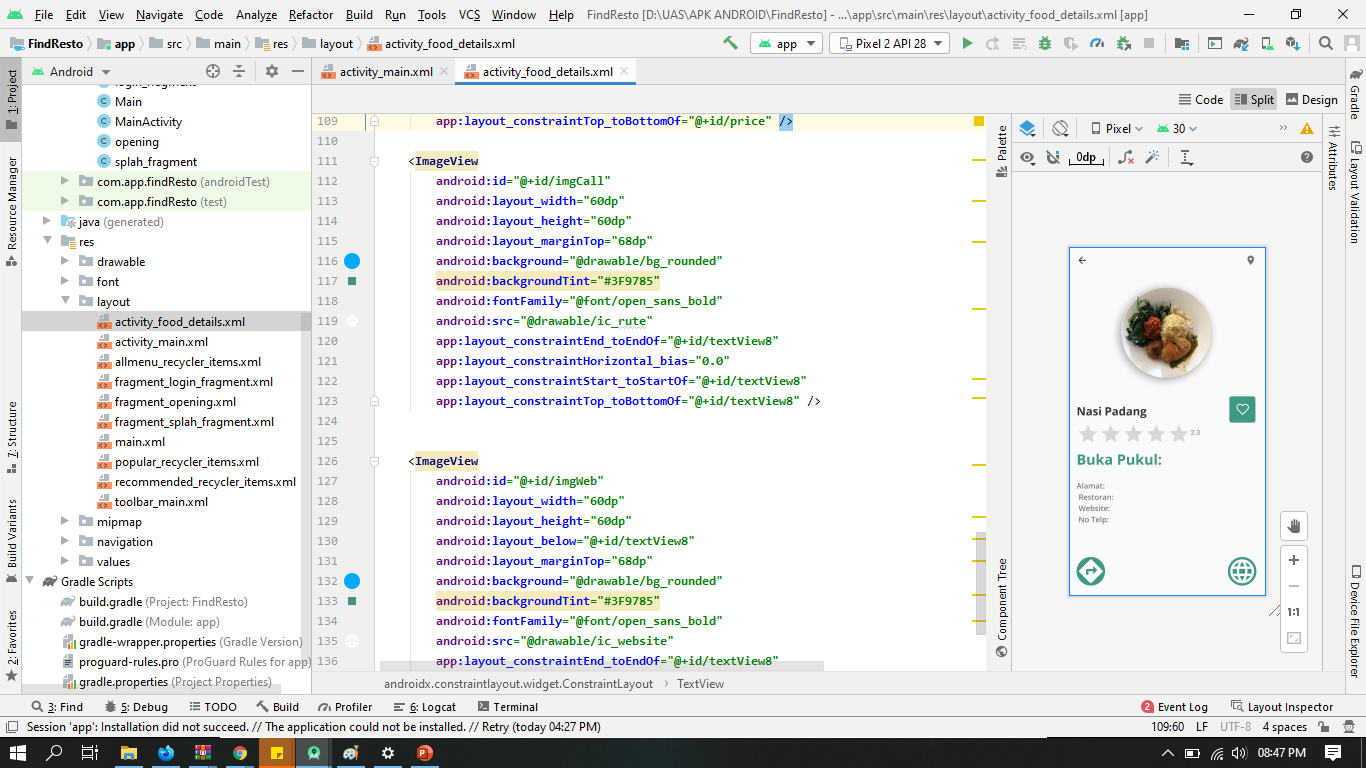 File Edit View Navigate Code Analyze Refactor Build Run Tools VCS Window Help FindResto [D:\UAS\APK ANDROID\FindResto] - ...\app\src\main\res\layout\activity_food_details.xml [app]
FindResto app src main res layout activity_food_details.xml
app Pixel 2 API 28
Android
activity_main.xml activity_food_details.xml
Code Split Design
1: Project
Resource Manager
7: Structure
Build Variants
2: Favorites
Main
MainActivity
opening
splah_fragment
com.app.findResto (androidTest)
com.app.findResto (test)
java (generated)
res
drawable
font
layout
activity_food_details.xml
activity_main.xml
allmenu_recycler_items.xml
fragment_login_fragment.xml
fragment_opening.xml
fragment_splah_fragment.xml
main.xml
popular_recycler_items.xml
recommended_recycler_items.xml
toolbar_main.xml
mipmap
navigation
values
Gradle Scripts
build.gradle (Project: FindResto)
build.gradle (Module: app)
gradle-wrapper.properties (Gradle Version)
proguard-rules.pro (ProGuard Rules for app)
gradle.properties (Project Properties)
109 app:layout_constraintTop_toBottomOf="@+id/price" />
110
111 <ImageView
112 android:id="@+id/imgCall"
113 android:layout_width="60dp"
114 android:layout_height="60dp"
115 android:layout_marginTop="68dp"
116 android:background="@drawable/bg_rounded"
117 android:backgroundTint="#3F9785"
118 android:fontFamily="@font/open_sans_bold"
119 android:src="@drawable/ic_rute"
120 app:layout_constraintEnd_toEndOf="@+id/textView8"
121 app:layout_constraintHorizontal_bias="0.0"
122 app:layout_constraintStart_toStartOf="@+id/textView8"
123 app:layout_constraintTop_toBottomOf="@+id/textView8" />
124
125
126 <ImageView
127 android:id="@+id/imgWeb"
128 android:layout_width="60dp"
129 android:layout_height="60dp"
130 android:layout_below="@+id/textView8"
131 android:layout_marginTop="68dp"
132 android:background="@drawable/bg_rounded"
133 android:backgroundTint="#3F9785"
134 android:fontFamily="@font/open_sans_bold"
135 android:src="@drawable/ic_website"
136 app:layout_constraintEnd_toEndOf="@+id/textView8"
androidx.constraintlayout.widget.ConstraintLayout › TextView
Palette
Component Tree
Pixel 30 »
0dp
Nasi Padang
2.3
Buka Pukul:
Alamat:
Restoran:
Website:
No Telp:
1:1
Attributes
Gradle
Layout Validation
Device File Explorer
3: Find 5: Debug TODO Build Profiler 6: Logcat Terminal 2 Event Log Layout Inspector
Session 'app': Installation did not succeed. // The application could not be installed. // Retry (today 04:27 PM) 109:60 LF UTF-8 4 spaces
08:47 PM